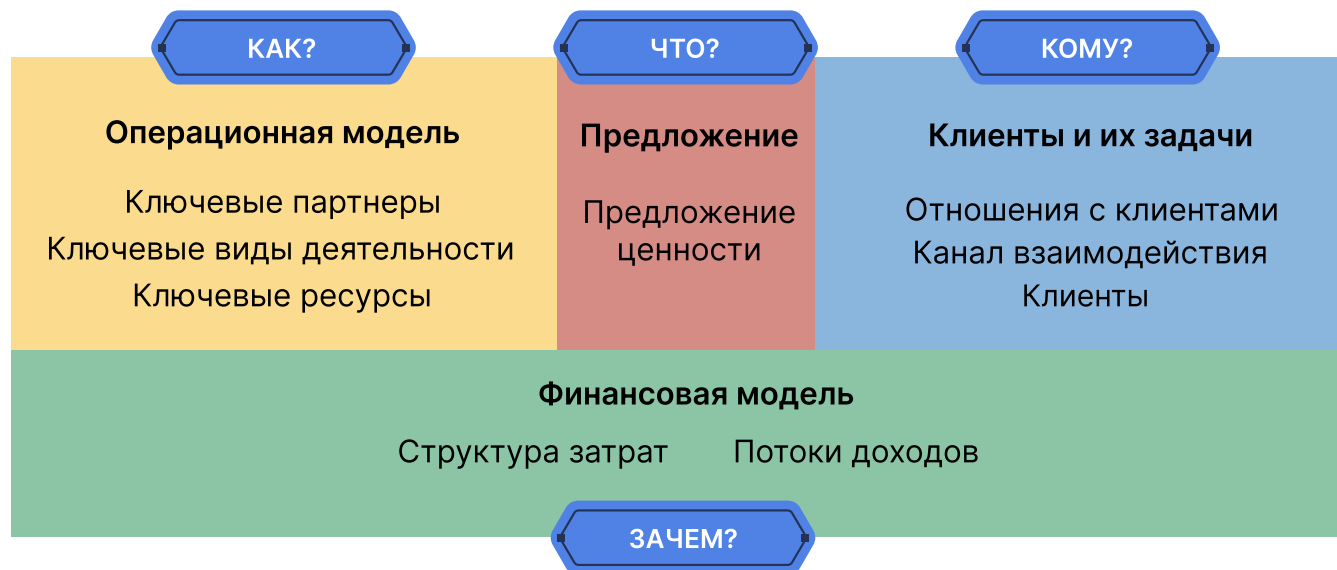 КАК?
ЧТО?
КОМУ?
Операционная модель
Ключевые партнеры
Ключевые виды деятельности
Ключевые ресурсы
Предложение
Предложение
ценности
Клиенты и их задачи
Отношения с клиентами
Канал взаимодействия
Клиенты
Финансовая модель
Структура затрат
Потоки доходов
ЗАЧЕМ?